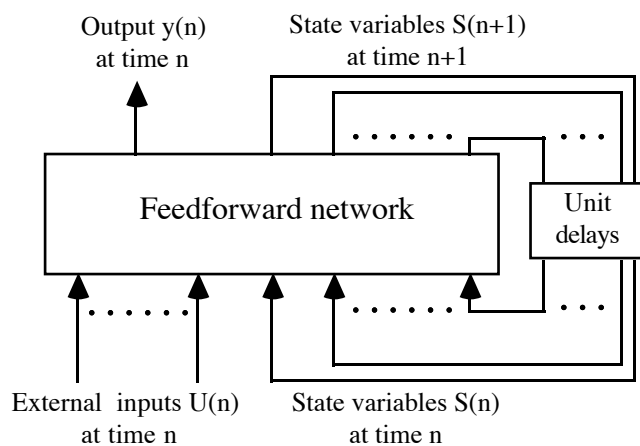 Output y(n)
at time n
State variables S(n+1)
at time n+1
Feedforward network
Unit
delays
External inputs U(n)
at time n
State variables S(n)
at time n